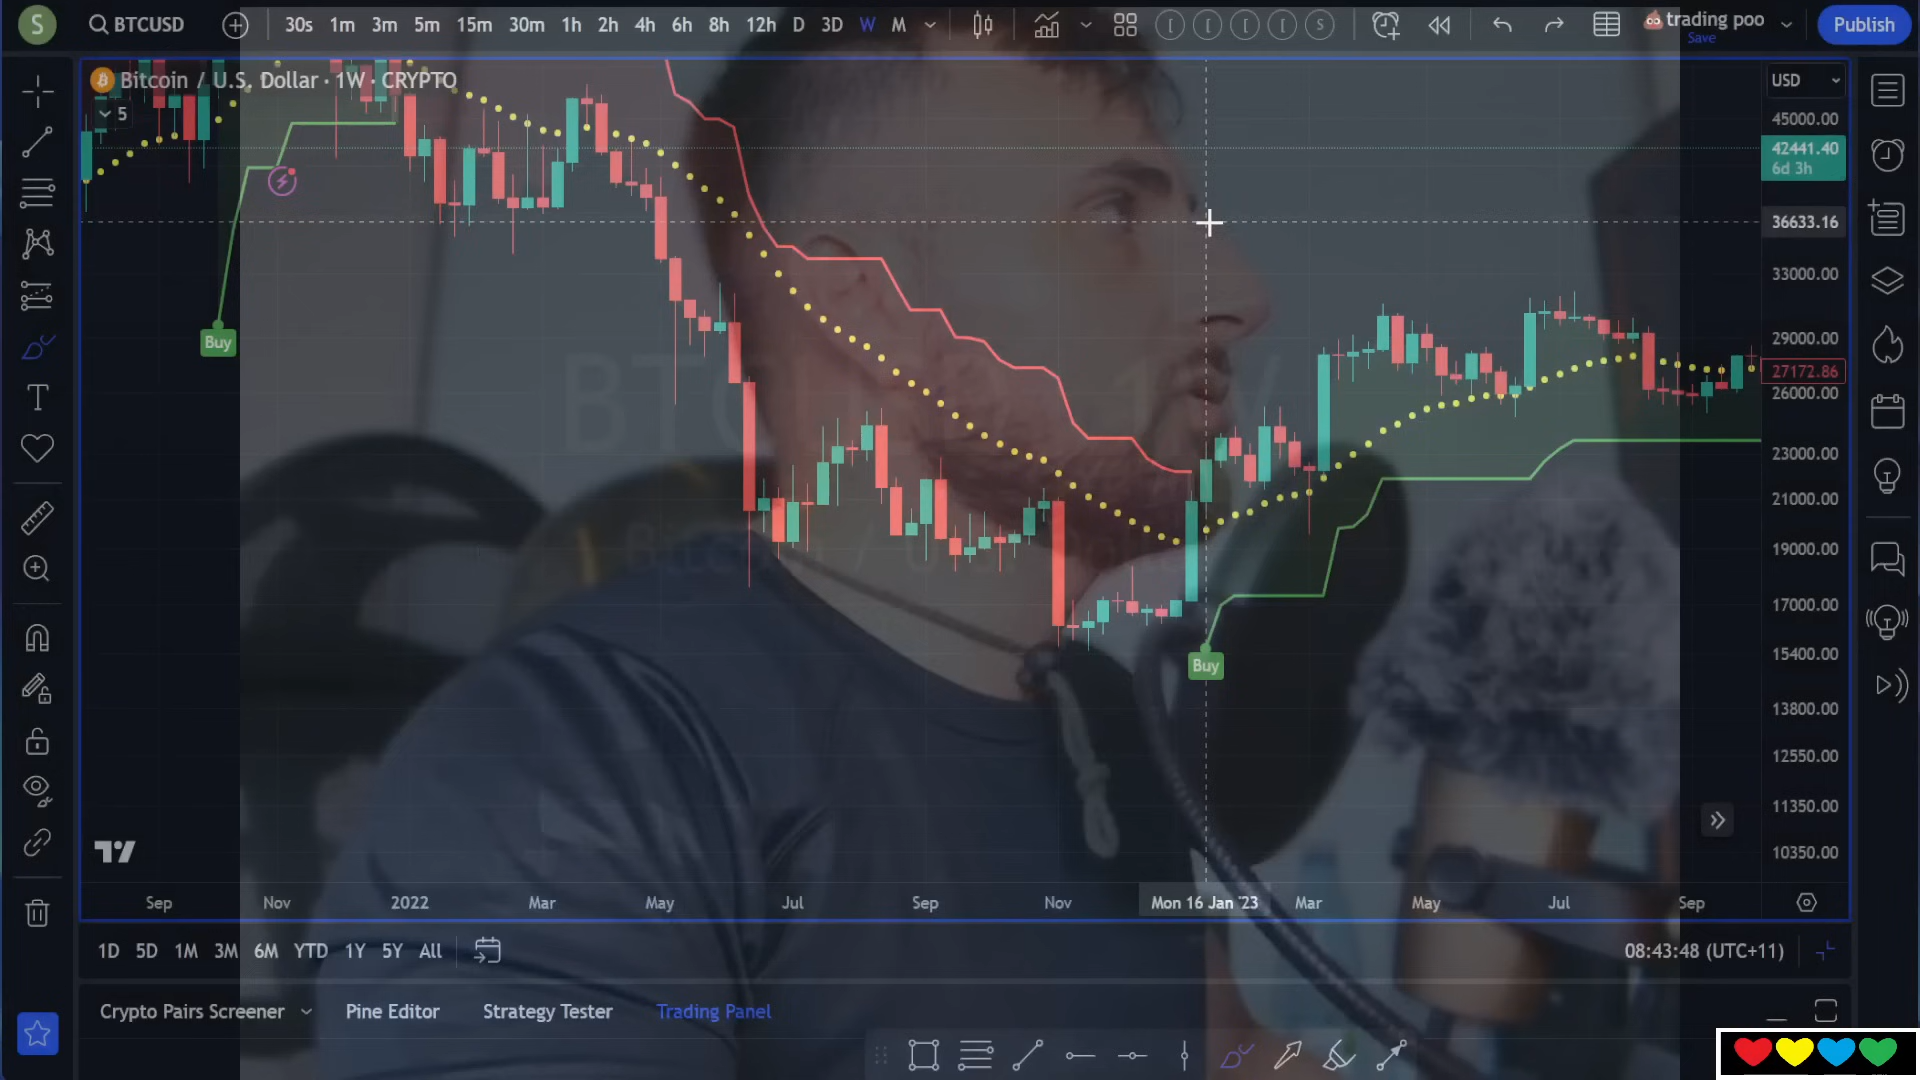 S BTCUSD 30s 1m 3m 5m 15m 30m 1h 2h 4h 6h 8h 12h D 3D W M S trading poo Publish
Save
Bitcoin / U.S. Dollar · 1W · CRYPTO USD
5 45000.00
42441.40
6d 3h
36633.16
33000.00
Buy 29000.00
27172.86
26000.00
23000.00
21000.00
19000.00
17000.00
Buy 15400.00
13800.00
12550.00
11350.00
10350.00
Sep Nov 2022 Mar May Jul Sep Nov Mon 16 Jan '23 Mar May Jul Sep
1D 5D 1M 3M 6M YTD 1Y 5Y All 08:43:48 (UTC+11)
Crypto Pairs Screener Pine Editor Strategy Tester Trading Panel